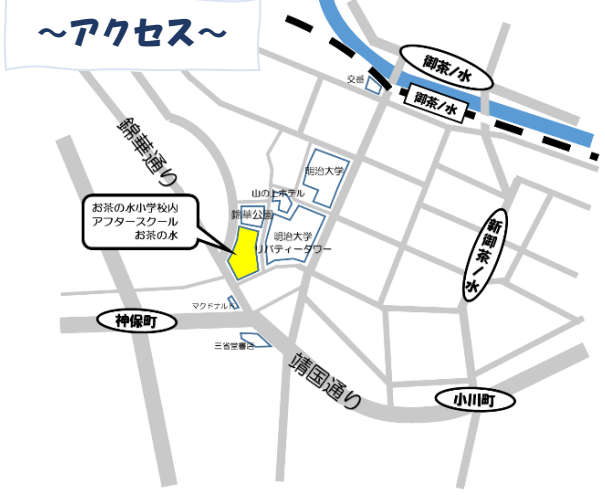 ～アクセス～
御茶ノ水
交番
御茶ノ水
錦華通り
明治大学
山の上ホテル
お茶の水小学校内
アフタースクール
お茶の水
錦華公園
明治大学
リバティータワー
新御茶ノ水
マクドナルド
神保町
三省堂書店
靖国通り
小川町